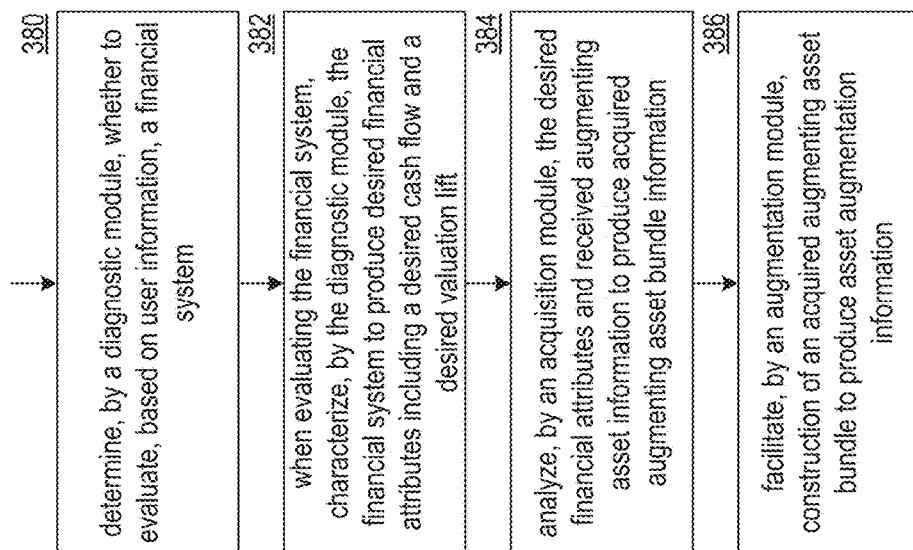 380
determine, by a diagnostic module, whether to
evaluate, based on user information, a financial
system
382
when evaluating the financial system,
characterize, by the diagnostic module, the
financial system to produce desired financial
attributes including a desired cash flow and a
desired valuation lift
384
analyze, by an acquisition module, the desired
financial attributes and received augmenting
asset information to produce acquired
augmenting asset bundle information
386
facilitate, by an augmentation module,
construction of an acquired augmenting asset
bundle to produce asset augmentation
information